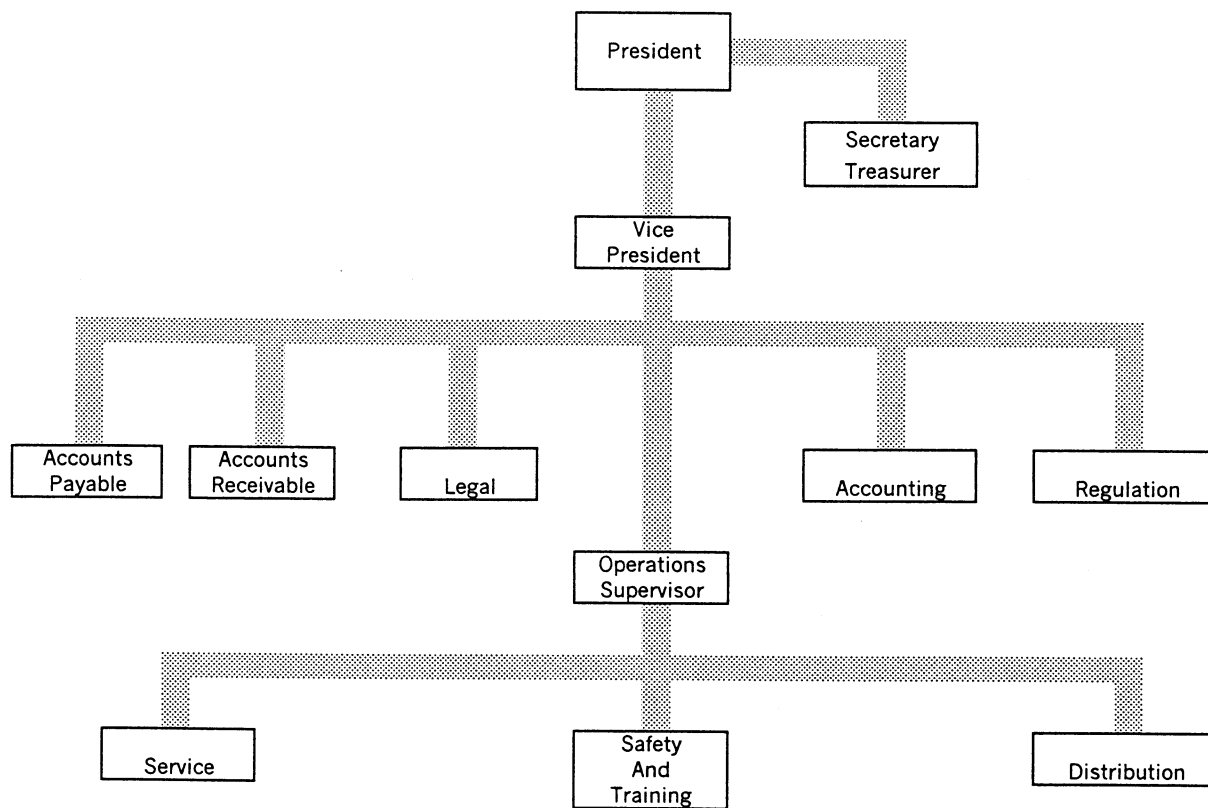 President
Secretary
Treasurer
Vice
President
Accounts
Payable
Accounts
Receivable
Legal
Accounting
Regulation
Operations
Supervisor
Service
Safety
And
Training
Distribution